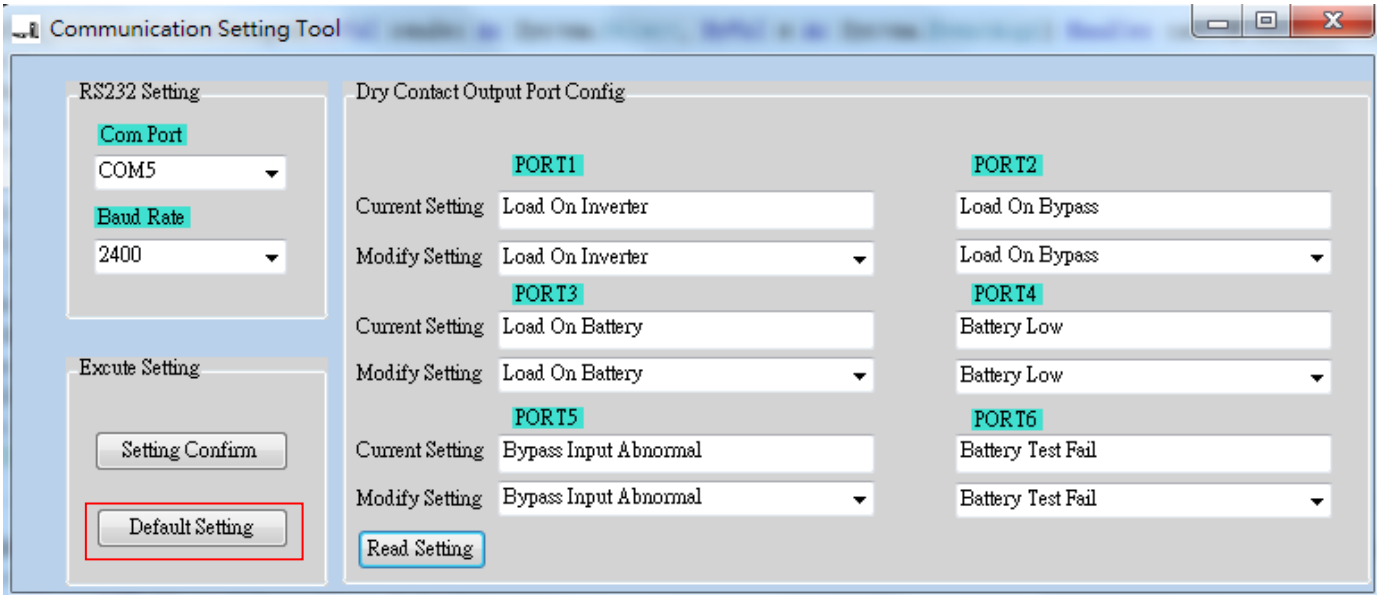 Communication Setting Tool
RS232 Setting
Com Port
COM5
Baud Rate
2400
Excute Setting
Setting Confirm
Default Setting
Dry Contact Output Port Config
PORT1 PORT2
Current Setting Load On Inverter Load On Bypass
Modify Setting Load On Inverter Load On Bypass
PORT3 PORT4
Current Setting Load On Battery Battery Low
Modify Setting Load On Battery Battery Low
PORT5 PORT6
Current Setting Bypass Input Abnormal Battery Test Fail
Modify Setting Bypass Input Abnormal Battery Test Fail
Read Setting